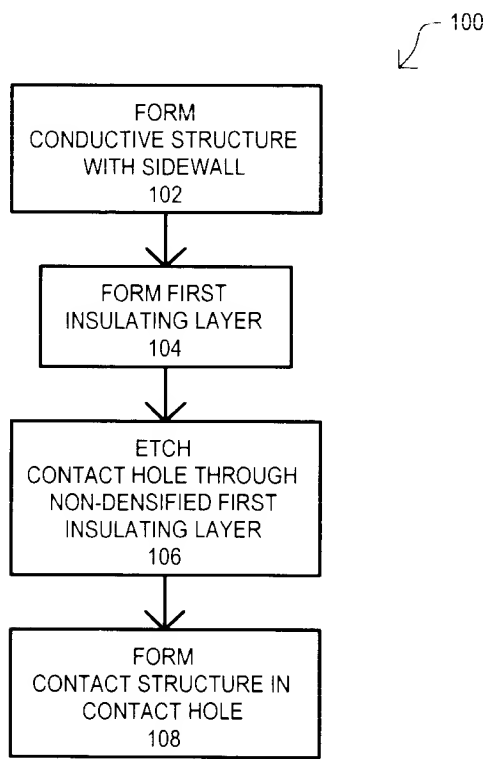 100
FORM
CONDUCTIVE STRUCTURE
WITH SIDEWALL
102
FORM FIRST
INSULATING LAYER
104
ETCH
CONTACT HOLE THROUGH
NON-DENSIFIED FIRST
INSULATING LAYER
106
FORM
CONTACT STRUCTURE IN
CONTACT HOLE
108